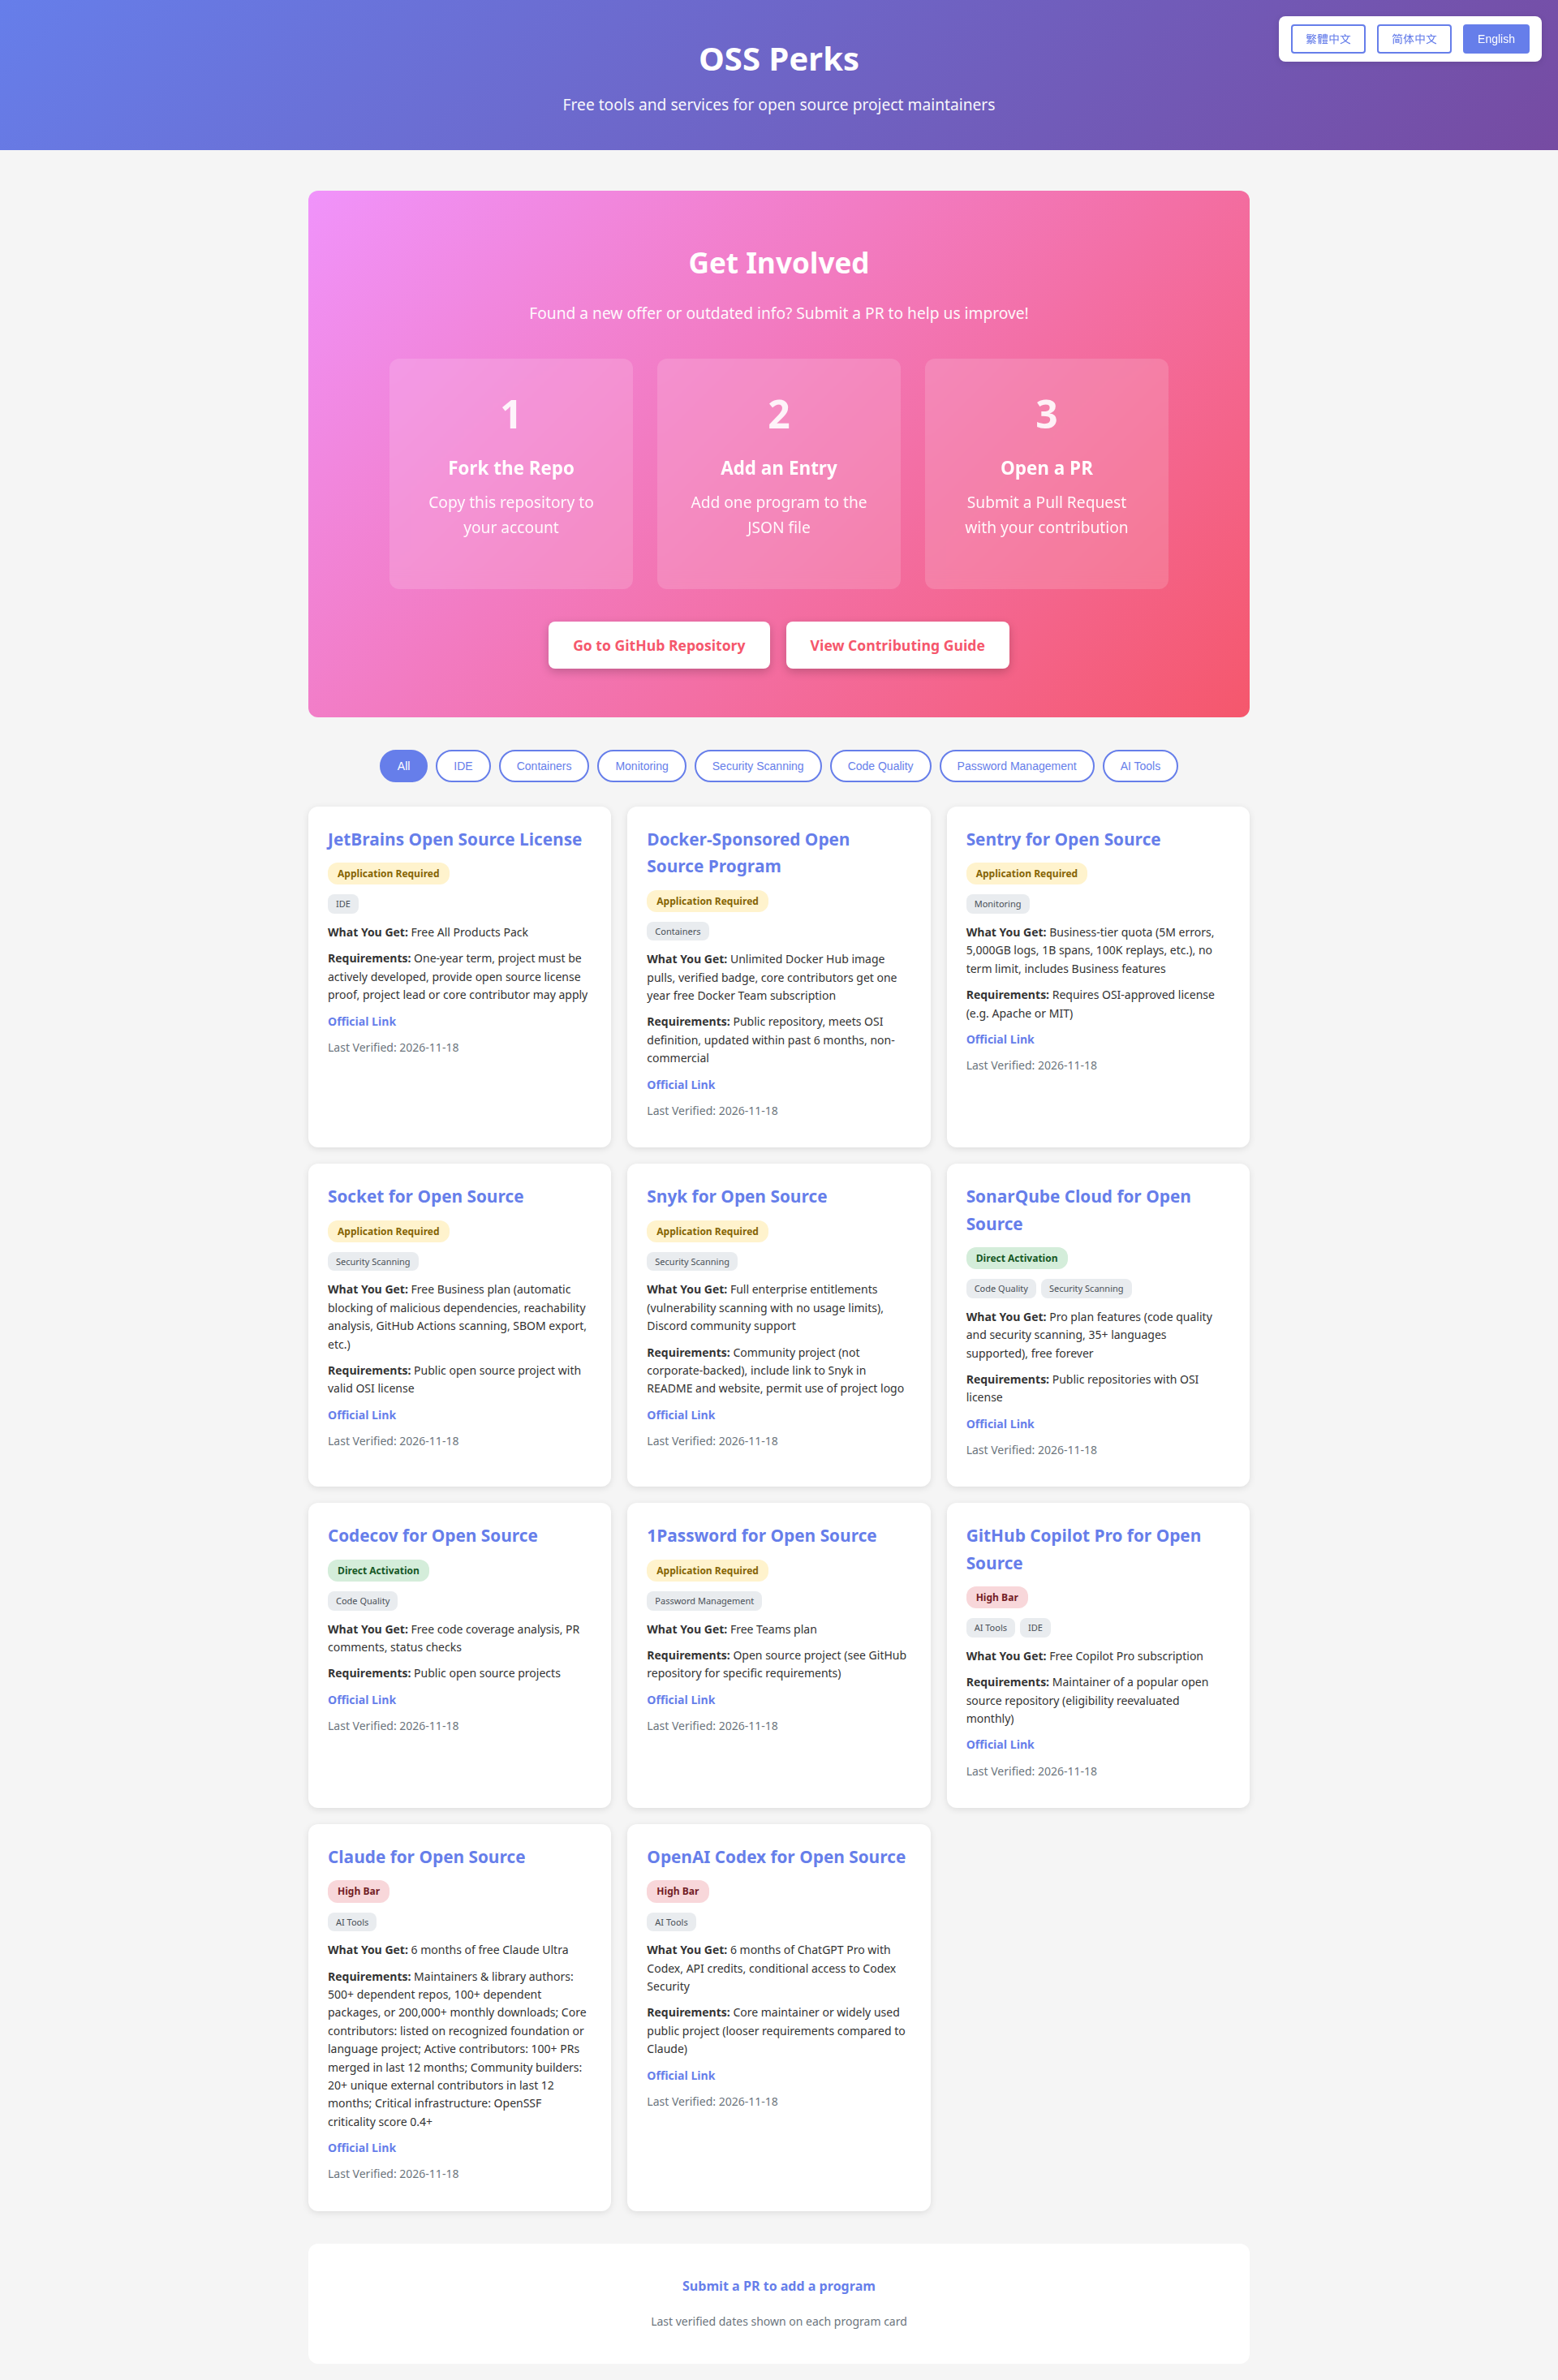 OSS Perks
Free tools and services for open source project maintainers
繁體中文
简体中文
English
Get Involved
Found a new offer or outdated info? Submit a PR to help us improve!
1
Fork the Repo
Copy this repository to
your account
2
Add an Entry
Add one program to the
JSON file
3
Open a PR
Submit a Pull Request
with your contribution
Go to GitHub Repository
View Contributing Guide
All
IDE
Containers
Monitoring
Security Scanning
Code Quality
Password Management
AI Tools
JetBrains Open Source License
Application Required
IDE
What You Get: Free All Products Pack
Requirements: One-year term, project must be
actively developed, provide open source license
proof, project lead or core contributor may apply
Official Link
Last Verified: 2026-11-18
Docker-Sponsored Open
Source Program
Application Required
Containers
What You Get: Unlimited Docker Hub image
pulls, verified badge, core contributors get one
year free Docker Team subscription
Requirements: Public repository, meets OSI
definition, updated within past 6 months, non-
commercial
Official Link
Last Verified: 2026-11-18
Sentry for Open Source
Application Required
Monitoring
What You Get: Business-tier quota (5M errors,
5,000GB logs, 1B spans, 100K replays, etc.), no
term limit, includes Business features
Requirements: Requires OSI-approved license
(e.g. Apache or MIT)
Official Link
Last Verified: 2026-11-18
Socket for Open Source
Application Required
Security Scanning
What You Get: Free Business plan (automatic
blocking of malicious dependencies, reachability
analysis, GitHub Actions scanning, SBOM export,
etc.)
Requirements: Public open source project with
valid OSI license
Official Link
Last Verified: 2026-11-18
Snyk for Open Source
Application Required
Security Scanning
What You Get: Full enterprise entitlements
(vulnerability scanning with no usage limits),
Discord community support
Requirements: Community project (not
corporate-backed), include link to Snyk in
README and website, permit use of project logo
Official Link
Last Verified: 2026-11-18
SonarQube Cloud for Open
Source
Direct Activation
Code Quality
Security Scanning
What You Get: Pro plan features (code quality
and security scanning, 35+ languages
supported), free forever
Requirements: Public repositories with OSI
license
Official Link
Last Verified: 2026-11-18
Codecov for Open Source
Direct Activation
Code Quality
What You Get: Free code coverage analysis, PR
comments, status checks
Requirements: Public open source projects
Official Link
Last Verified: 2026-11-18
1Password for Open Source
Application Required
Password Management
What You Get: Free Teams plan
Requirements: Open source project (see GitHub
repository for specific requirements)
Official Link
Last Verified: 2026-11-18
GitHub Copilot Pro for Open
Source
High Bar
AI Tools
IDE
What You Get: Free Copilot Pro subscription
Requirements: Maintainer of a popular open
source repository (eligibility reevaluated
monthly)
Official Link
Last Verified: 2026-11-18
Claude for Open Source
High Bar
AI Tools
What You Get: 6 months of free Claude Ultra
Requirements: Maintainers & library authors:
500+ dependent repos, 100+ dependent
packages, or 200,000+ monthly downloads; Core
contributors: listed on recognized foundation or
language project; Active contributors: 100+ PRs
merged in last 12 months; Community builders:
20+ unique external contributors in last 12
months; Critical infrastructure: OpenSSF
criticality score 0.4+
Official Link
Last Verified: 2026-11-18
OpenAI Codex for Open Source
High Bar
AI Tools
What You Get: 6 months of ChatGPT Pro with
Codex, API credits, conditional access to Codex
Security
Requirements: Core maintainer or widely used
public project (looser requirements compared to
Claude)
Official Link
Last Verified: 2026-11-18
Submit a PR to add a program
Last verified dates shown on each program card